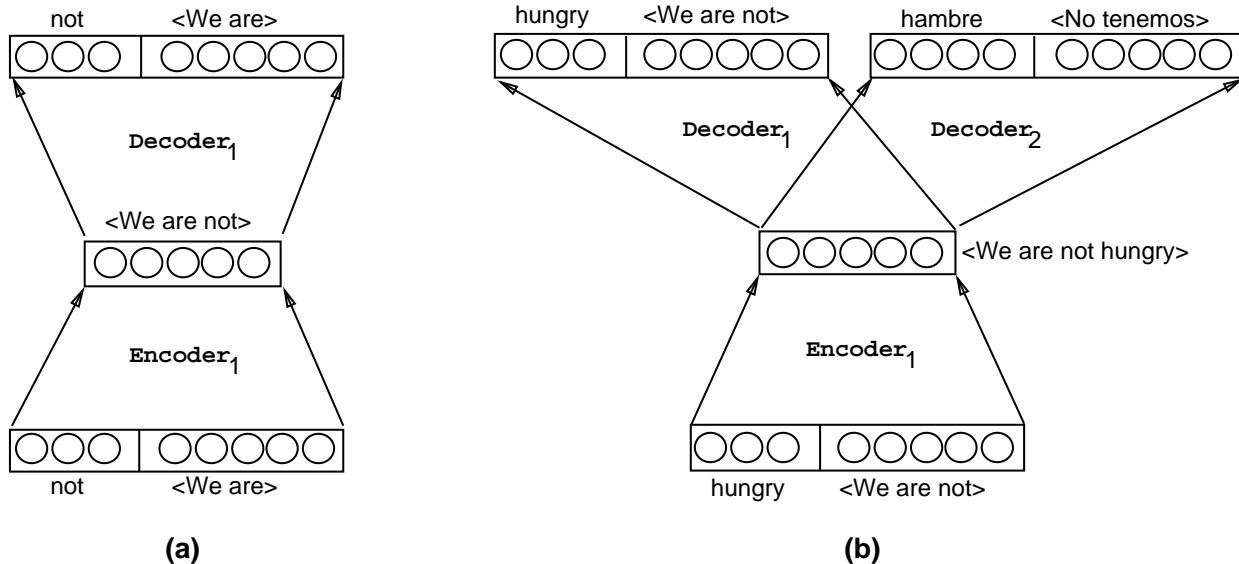 not <We are>
Decoder1
<We are not>
Encoder1
not <We are>
(a)
hungry <We are not> hambre <No tenemos>
Decoder1 Decoder2
<We are not hungry>
Encoder1
hungry <We are not>
(b)